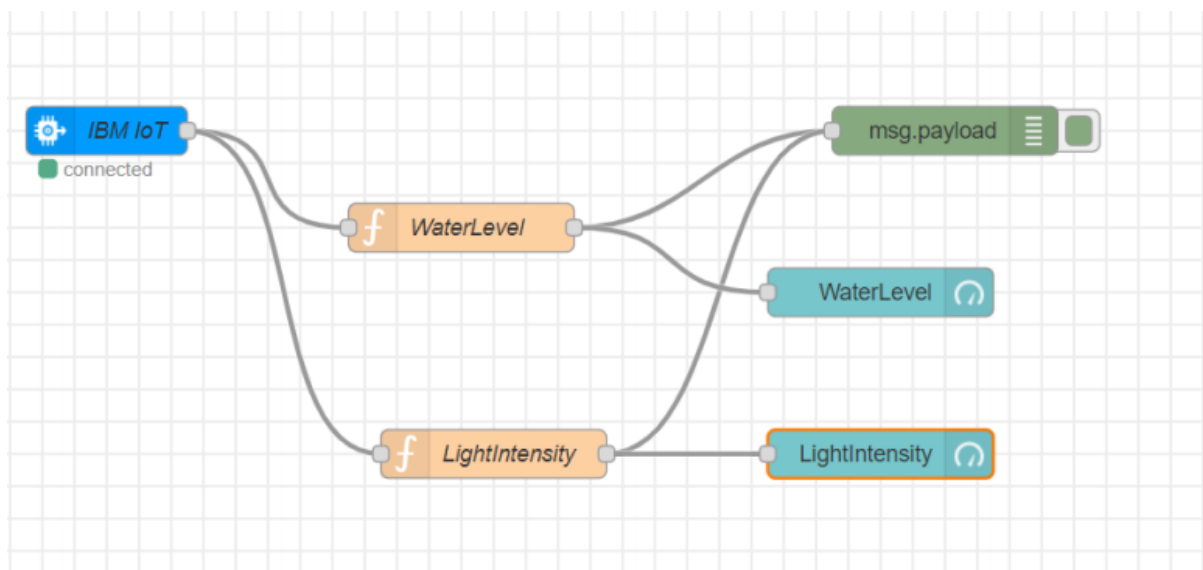 IBM IoT
connected
msg.payload
WaterLevel
WaterLevel
LightIntensity
LightIntensity